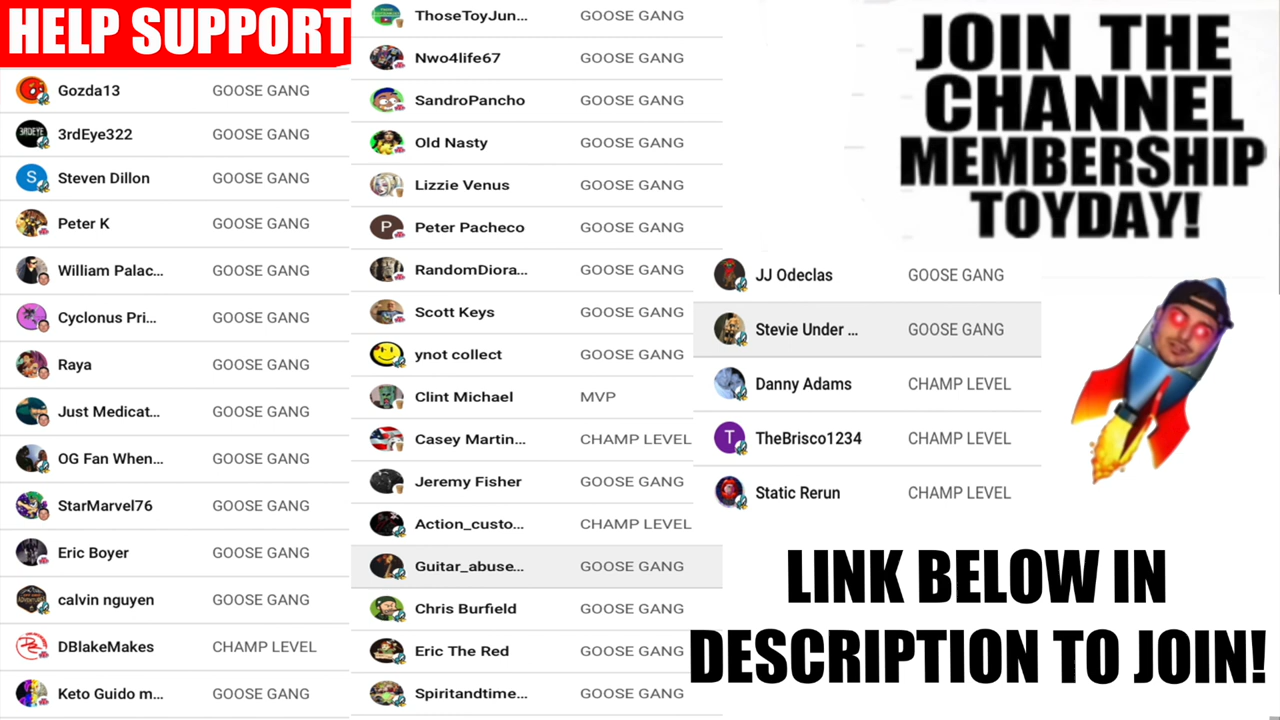 HELP SUPPORT
Gozda13 GOOSE GANG
3rdEye322 GOOSE GANG
Steven Dillon GOOSE GANG
Peter K GOOSE GANG
William Palac... GOOSE GANG
Cyclonus Pri... GOOSE GANG
Raya GOOSE GANG
Just Medicat... GOOSE GANG
OG Fan When... GOOSE GANG
StarMarvel76 GOOSE GANG
Eric Boyer GOOSE GANG
calvin nguyen GOOSE GANG
DBlakeMakes CHAMP LEVEL
Keto Guido m... GOOSE GANG
ThoseToyJun... GOOSE GANG
Nwo4life67 GOOSE GANG
SandroPancho GOOSE GANG
Old Nasty GOOSE GANG
Lizzie Venus GOOSE GANG
P Peter Pacheco GOOSE GANG
RandomDiora... GOOSE GANG
Scott Keys GOOSE GANG
ynot collect GOOSE GANG
Clint Michael MVP
Casey Martin... CHAMP LEVEL
Jeremy Fisher GOOSE GANG
Action_custo... CHAMP LEVEL
Guitar_abuse... GOOSE GANG
Chris Burfield GOOSE GANG
Eric The Red GOOSE GANG
Spiritandtime... GOOSE GANG
JOIN THE
CHANNEL
MEMBERSHIP
TOYDAY!
JJ Odeclas GOOSE GANG
Stevie Under ... GOOSE GANG
Danny Adams CHAMP LEVEL
T TheBrisco1234 CHAMP LEVEL
Static Rerun CHAMP LEVEL
LINK BELOW IN
DESCRIPTION TO JOIN!